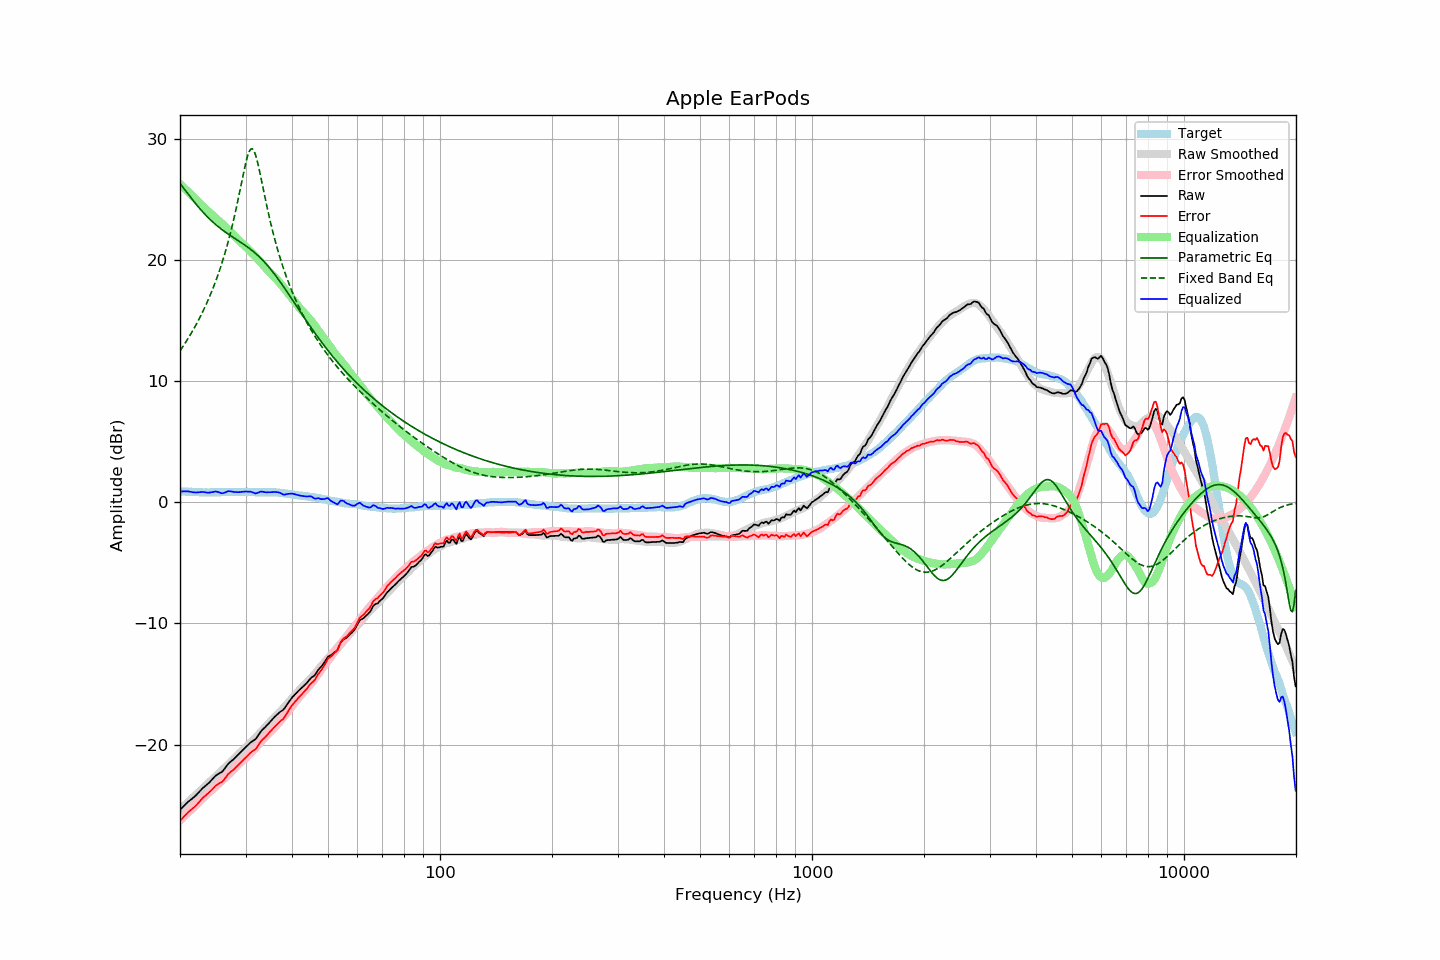 Apple EarPods
Amplitude (dBr)
30
20
10
0
−10
−20
Target
Raw Smoothed
Error Smoothed
Raw
Error
Equalization
Parametric Eq
Fixed Band Eq
Equalized
100
1000
10000
Frequency (Hz)